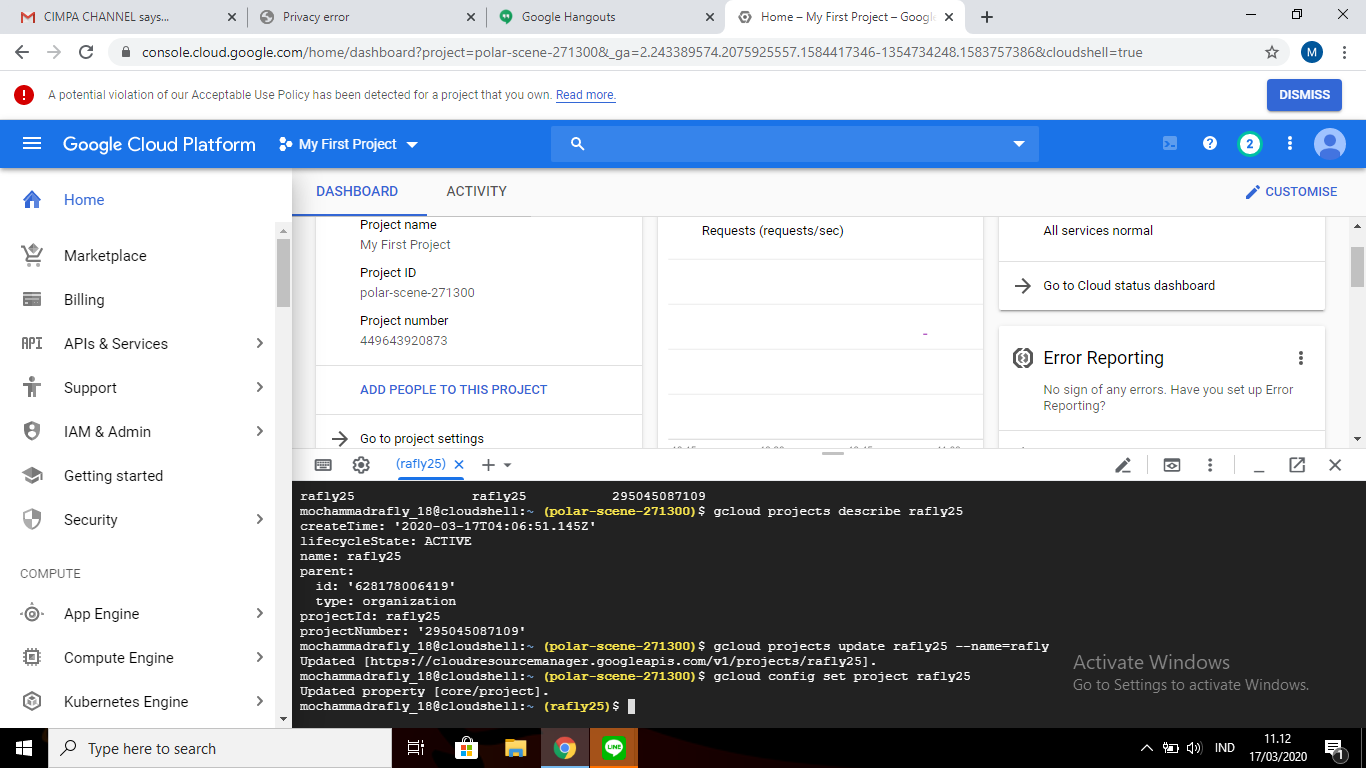 CIMPA CHANNEL says...
Privacy error
Google Hangouts
Home – My First Project – Googl
console.cloud.google.com/home/dashboard?project=polar-scene-271300&_ga=2.243389574.2075925557.1584417346-1354734248.1583757386&cloudshell=true
M
A potential violation of our Acceptable Use Policy has been detected for a project that you own. Read more.
DISMISS
Google Cloud Platform
My First Project
2
Home
Marketplace
Billing
API APIs & Services
Support
IAM & Admin
Getting started
Security
COMPUTE
App Engine
Compute Engine
Kubernetes Engine
DASHBOARD
ACTIVITY
CUSTOMISE
Project name
My First Project
Project ID
polar-scene-271300
Project number
449643920873
ADD PEOPLE TO THIS PROJECT
Go to project settings
Requests (requests/sec)
All services normal
Go to Cloud status dashboard
Error Reporting
No sign of any errors. Have you set up Error
Reporting?
(rafly25)
rafly25 rafly25 295045087109
mochammadrafly_18@cloudshell:~ (polar-scene-271300)$ gcloud projects describe rafly25
createTime: '2020-03-17T04:06:51.145Z'
lifecycleState: ACTIVE
name: rafly25
parent:
id: '628178006419'
type: organization
projectId: rafly25
projectNumber: '295045087109'
mochammadrafly_18@cloudshell:~ (polar-scene-271300)$ gcloud projects update rafly25 --name=rafly
Updated [https://cloudresourcemanager.googleapis.com/v1/projects/rafly25].
mochammadrafly_18@cloudshell:~ (polar-scene-271300)$ gcloud config set project rafly25
Updated property [core/project].
mochammadrafly_18@cloudshell:~ (rafly25)$
Activate Windows
Go to Settings to activate Windows.
Type here to search
LINE
IND
11.12
17/03/2020
1